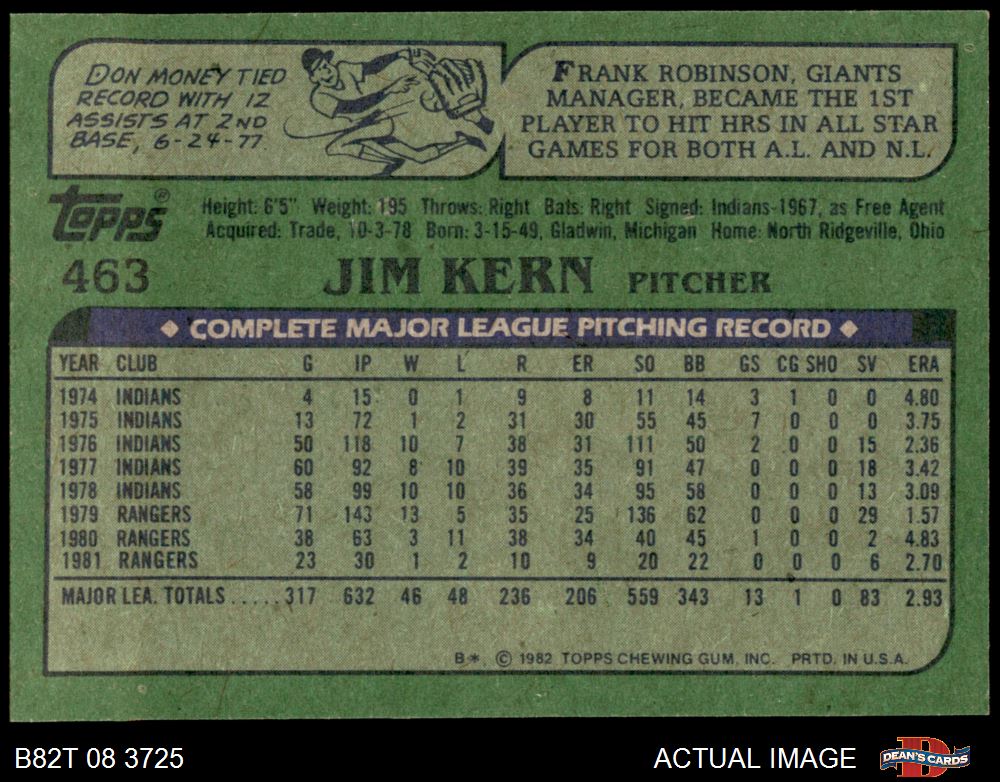 DON MONEY TIED
RECORD WITH 12
ASSISTS AT 2ND
BASE, 6-24-77.
FRANK ROBINSON, GIANTS
MANAGER, BECAME THE 1ST
PLAYER TO HIT HRS IN ALL STAR
GAMES FOR BOTH A.L. AND N.L.
Topps®
Height: 6'5" Weight: 195 Throws: Right Bats: Right Signed: Indians-1967, as Free Agent
Acquired: Trade, 10-3-78 Born: 3-15-49, Gladwin, Michigan Home: North Ridgeville, Ohio
463 JIM KERN PITCHER
◆ COMPLETE MAJOR LEAGUE PITCHING RECORD ◆
YEAR CLUB G IP W L R ER SO BB GS CG SHO SV ERA
1974 INDIANS 4 15 0 1 9 8 11 14 3 1 0 0 4.80
1975 INDIANS 13 72 1 2 31 30 55 45 7 0 0 0 3.75
1976 INDIANS 50 118 10 7 38 31 111 50 2 0 0 15 2.36
1977 INDIANS 60 92 8 10 39 35 91 47 0 0 0 18 3.42
1978 INDIANS 58 99 10 10 36 34 95 58 0 0 0 13 3.09
1979 RANGERS 71 143 13 5 35 25 136 62 0 0 0 29 1.57
1980 RANGERS 38 63 3 11 38 34 40 45 1 0 0 2 4.83
1981 RANGERS 23 30 1 2 10 9 20 22 0 0 0 6 2.70
MAJOR LEA. TOTALS.....317 632 46 48 236 206 559 343 13 1 0 83 2.93
B*. © 1982 TOPPS CHEWING GUM, INC. PRTD. IN U.S.A.
B82T 08 3725
ACTUAL IMAGE
DEAN'S CARDS